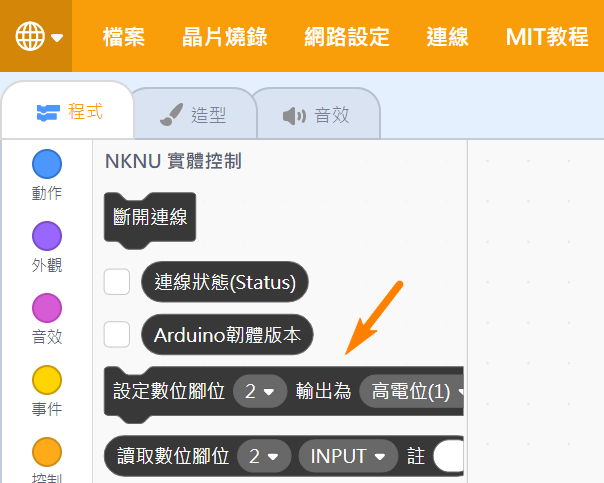 檔案 晶片燒錄 網路設定 連線 MIT教程
程式 造型 音效
NKNU 實體控制
動作
斷開連線
外觀
連線狀態(Status)
音效
Arduino韌體版本
事件
設定數位腳位 2 輸出為 高電位(1)
控制
讀取數位腳位 2 INPUT 註